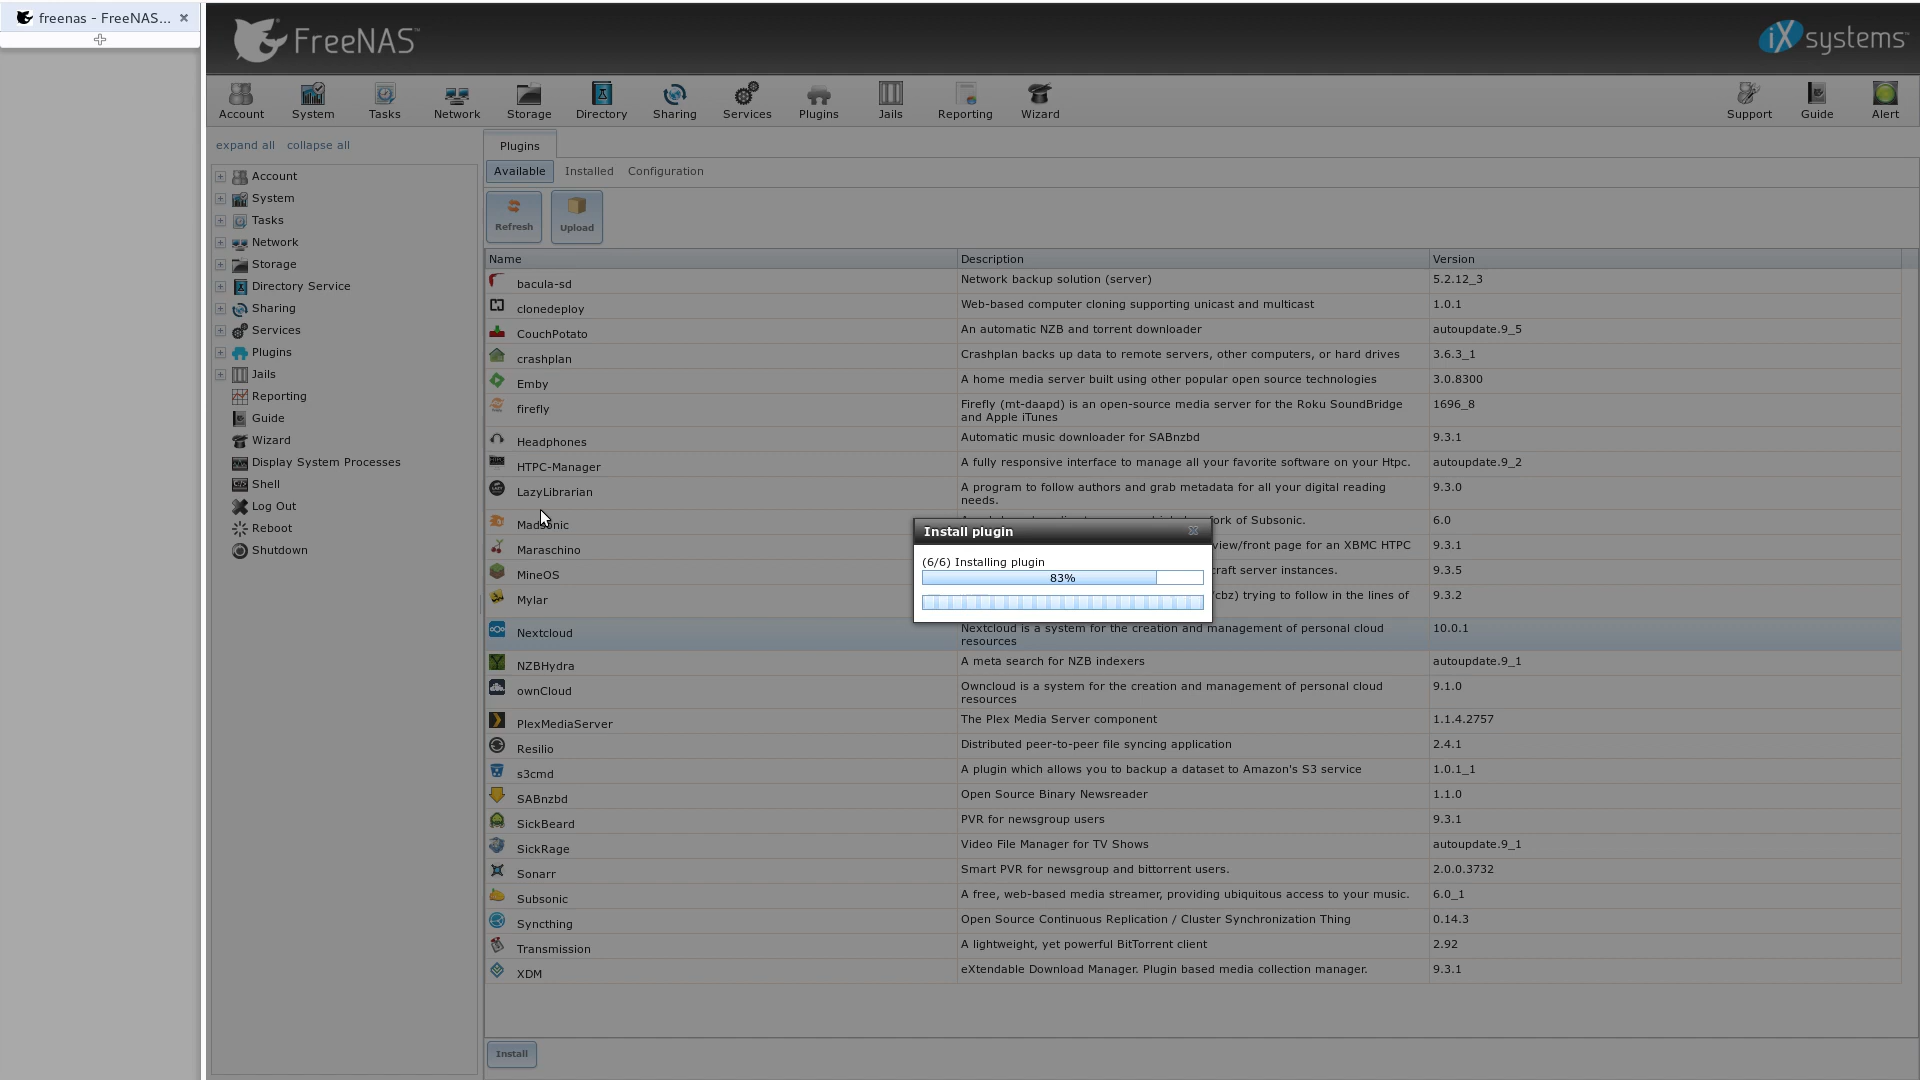 freenas - FreeNAS...
FreeNAS™
iXsystems™
Account
System
Tasks
Network
Storage
Directory
Sharing
Services
Plugins
Jails
Reporting
Wizard
Support
Guide
Alert
expand all collapse all
Account
System
Tasks
Network
Storage
Directory Service
Sharing
Services
Plugins
Jails
Reporting
Guide
Wizard
Display System Processes
Shell
Log Out
Reboot
Shutdown
Plugins
Available Installed Configuration
Refresh Upload
Name Description Version
bacula-sd Network backup solution (server) 5.2.12_3
clonedeploy Web-based computer cloning supporting unicast and multicast 1.0.1
CouchPotato An automatic NZB and torrent downloader autoupdate.9_5
crashplan Crashplan backs up data to remote servers, other computers, or hard drives 3.6.3_1
Emby A home media server built using other popular open source technologies 3.0.8300
firefly Firefly (mt-daapd) is an open-source media server for the Roku SoundBridge 1696_8
and Apple iTunes
Headphones Automatic music downloader for SABnzbd 9.3.1
HTPC-Manager A fully responsive interface to manage all your favorite software on your Htpc. autoupdate.9_2
LazyLibrarian A program to follow authors and grab metadata for all your digital reading 9.3.0
needs.
Madsonic fork of Subsonic. 6.0
Maraschino view/front page for an XBMC HTPC 9.3.1
MineOS craft server instances. 9.3.5
Mylar cbz) trying to follow in the lines of 9.3.2
Nextcloud Nextcloud is a system for the creation and management of personal cloud 10.0.1
resources
NZBHydra A meta search for NZB indexers autoupdate.9_1
ownCloud Owncloud is a system for the creation and management of personal cloud 9.1.0
resources
PlexMediaServer The Plex Media Server component 1.1.4.2757
Resilio Distributed peer-to-peer file syncing application 2.4.1
s3cmd A plugin which allows you to backup a dataset to Amazon's S3 service 1.0.1_1
SABnzbd Open Source Binary Newsreader 1.1.0
SickBeard PVR for newsgroup users 9.3.1
SickRage Video File Manager for TV Shows autoupdate.9_1
Sonarr Smart PVR for newsgroup and bittorrent users. 2.0.0.3732
Subsonic A free, web-based media streamer, providing ubiquitous access to your music. 6.0_1
Syncthing Open Source Continuous Replication / Cluster Synchronization Thing 0.14.3
Transmission A lightweight, yet powerful BitTorrent client 2.92
XDM eXtendable Download Manager. Plugin based media collection manager. 9.3.1
Install plugin
(6/6) Installing plugin
83%
Install